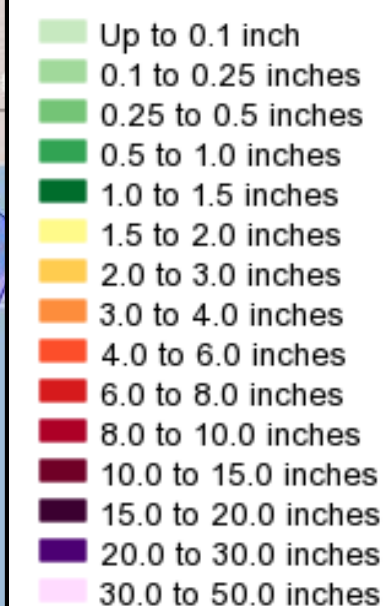 Up to 0.1 inch
0.1 to 0.25 inches
0.25 to 0.5 inches
0.5 to 1.0 inches
1.0 to 1.5 inches
1.5 to 2.0 inches
2.0 to 3.0 inches
3.0 to 4.0 inches
4.0 to 6.0 inches
6.0 to 8.0 inches
8.0 to 10.0 inches
10.0 to 15.0 inches
15.0 to 20.0 inches
20.0 to 30.0 inches
30.0 to 50.0 inches